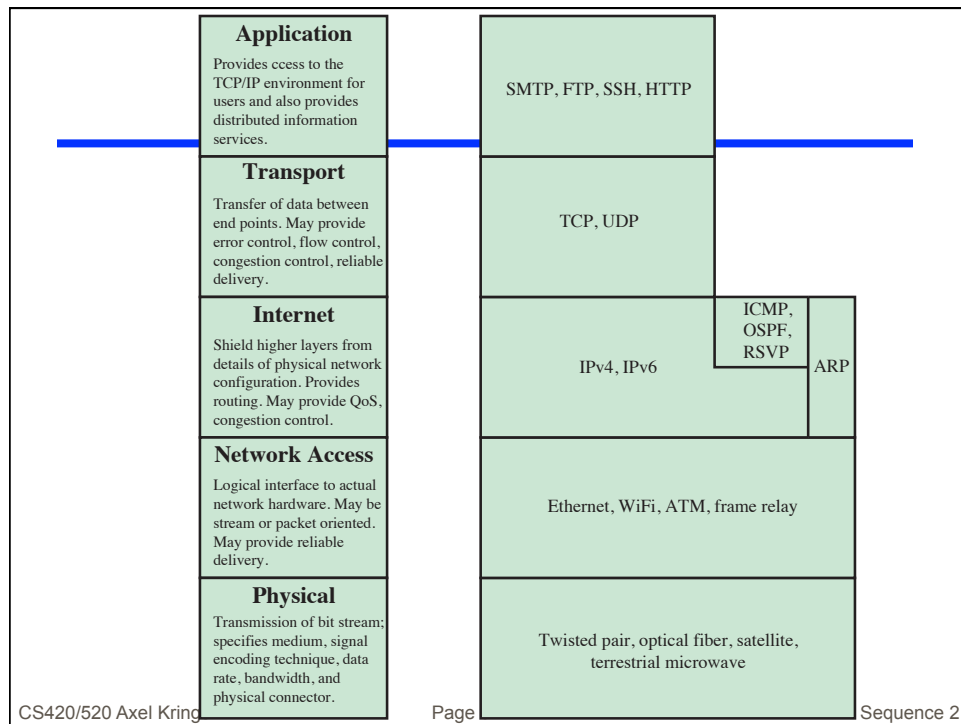 Application
Provides ccess to the
TCP/IP environment for
users and also provides
distributed information
services.
SMTP, FTP, SSH, HTTP
Transport
Transfer of data between
end points. May provide
error control, flow control,
congestion control, reliable
delivery.
TCP, UDP
Internet
Shield higher layers from
details of physical network
configuration. Provides
routing. May provide QoS,
congestion control.
IPv4, IPv6
ICMP,
OSPF,
RSVP
ARP
Network Access
Logical interface to actual
network hardware. May be
stream or packet oriented.
May provide reliable
delivery.
Ethernet, WiFi, ATM, frame relay
Physical
Transmission of bit stream;
specifies medium, signal
encoding technique, data
rate, bandwidth, and
physical connector.
Twisted pair, optical fiber, satellite,
terrestrial microwave
CS420/520 Axel Kring
Page
Sequence 2